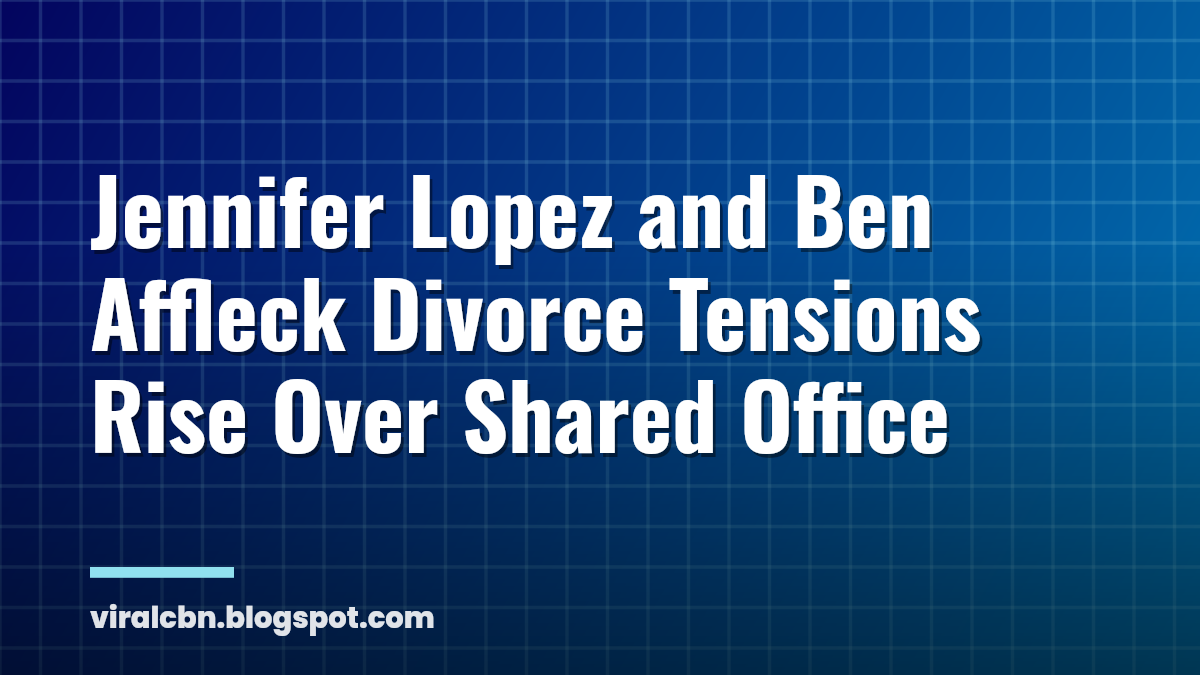 Jennifer Lopez and Ben
Affleck Divorce Tensions
Rise Over Shared Office
viralcbn.blogspot.com